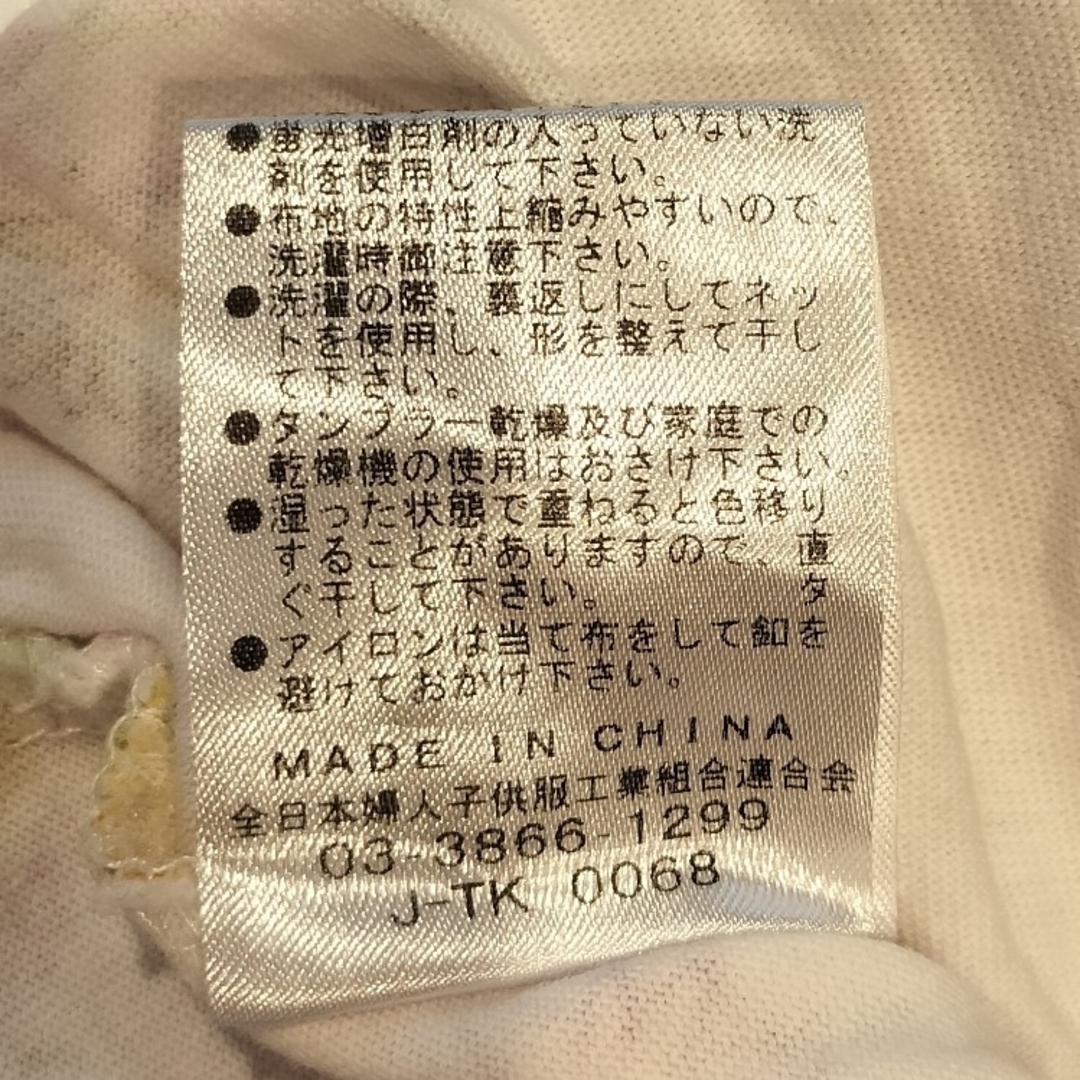 ●蛍光増白剤の入っていない洗
剤を使用して下さい。
●布地の特性上縮みやすいので、
洗濯時御注意下さい。
●洗濯の際、裏返しにしてネッ
トを使用し、形を整えて干し
て下さい。
●タンブラー乾燥及び家庭での
乾燥機の使用はおさけ下さい。
●湿った状態で重ねると色移り
することがありますので、直
ぐ干して下さい。 タ
●アイロンは当て布をして釦を
避けておかけ下さい。
MADE IN CHINA
全日本婦人子供服工業組合連合会
03-3866-1299
J-TK 0068